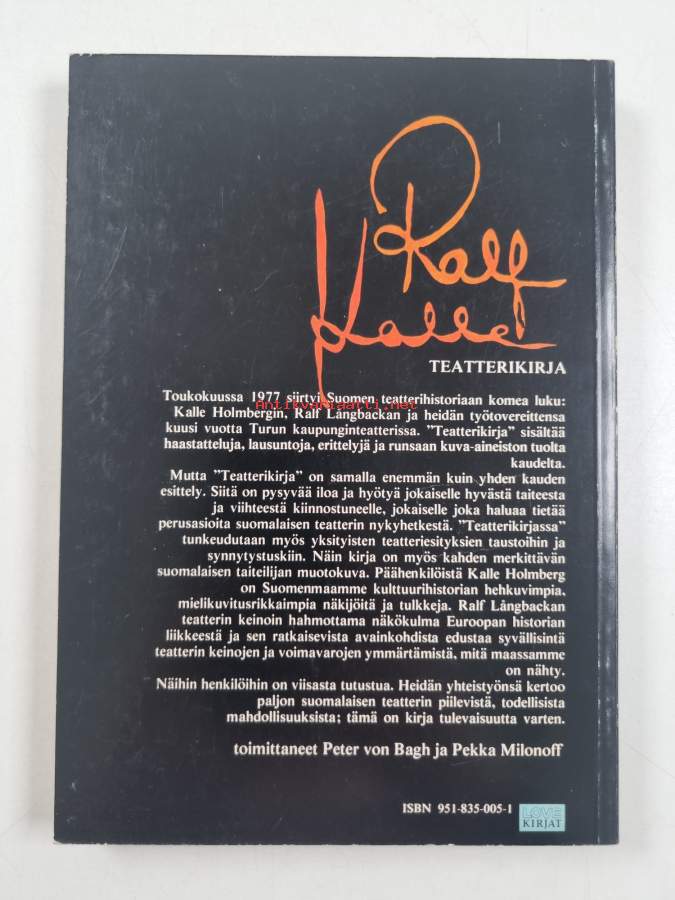 Ralf
Kalle
TEATTERIKIRJA
Toukokuussa 1977 siirtyi Suomen teatterihistoriaan komea luku:
antikvariaatti.net
Kalle Holmbergin, Ralf Långbackan ja heidän työtovereittensa
kuusi vuotta Turun kaupunginteatterissa. "Teatterikirja" sisältää
haastatteluja, lausuntoja, erittelyjä ja runsaan kuva-aineiston tuolta
kaudelta.
Mutta "Teatterikirja" on samalla enemmän kuin yhden kauden
esittely. Siitä on pysyvää iloa ja hyötyä jokaiselle hyvästä taiteesta
ja viihteestä kiinnostuneelle, jokaiselle joka haluaa tietää
perusasioita suomalaisen teatterin nykyhetkestä. "Teatterikirjassa"
tunkeudutaan myös yksityisten teatteriesityksien taustoihin ja
synnytystuskiin. Näin kirja on myös kahden merkittävän
suomalaisen taiteilijan muotokuva. Päähenkilöistä Kalle Holmberg
on Suomenmaamme kulttuurihistorian hehkuvimpia,
mielikuvitusrikkaimpia näkijöitä ja tulkkeja. Ralf Långbackan
teatterin keinoin hahmottama näkökulma Euroopan historian
liikkeestä ja sen ratkaisevista avainkohdista edustaa syvällisintä
teatterin keinojen ja voimavarojen ymmärtämistä, mitä maassamme
on nähty.
Näihin henkilöihin on viisasta tutustua. Heidän yhteistyönsä kertoo
paljon suomalaisen teatterin piilevistä, todellisista
mahdollisuuksista; tämä on kirja tulevaisuutta varten.
toimittaneet Peter von Bagh ja Pekka Milonoff
ISBN 951-835-005-1
LOVE
KIRJAT